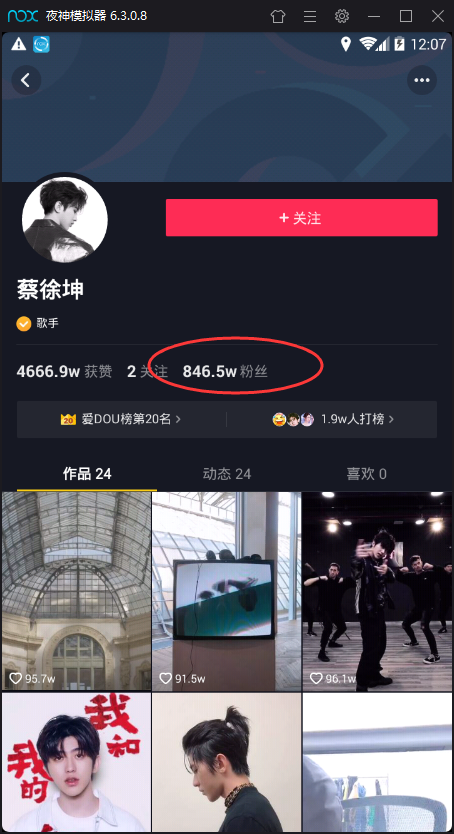 nox 夜神模拟器 6.3.0.8
12:07
+ 关注
蔡徐坤
歌手
4666.9w 获赞 2 关注 846.5w 粉丝
爱DOU榜第20名 > 1.9w人打榜 >
作品 24 动态 24 喜欢 0
95.7w 91.5w 96.1w
我和
我的